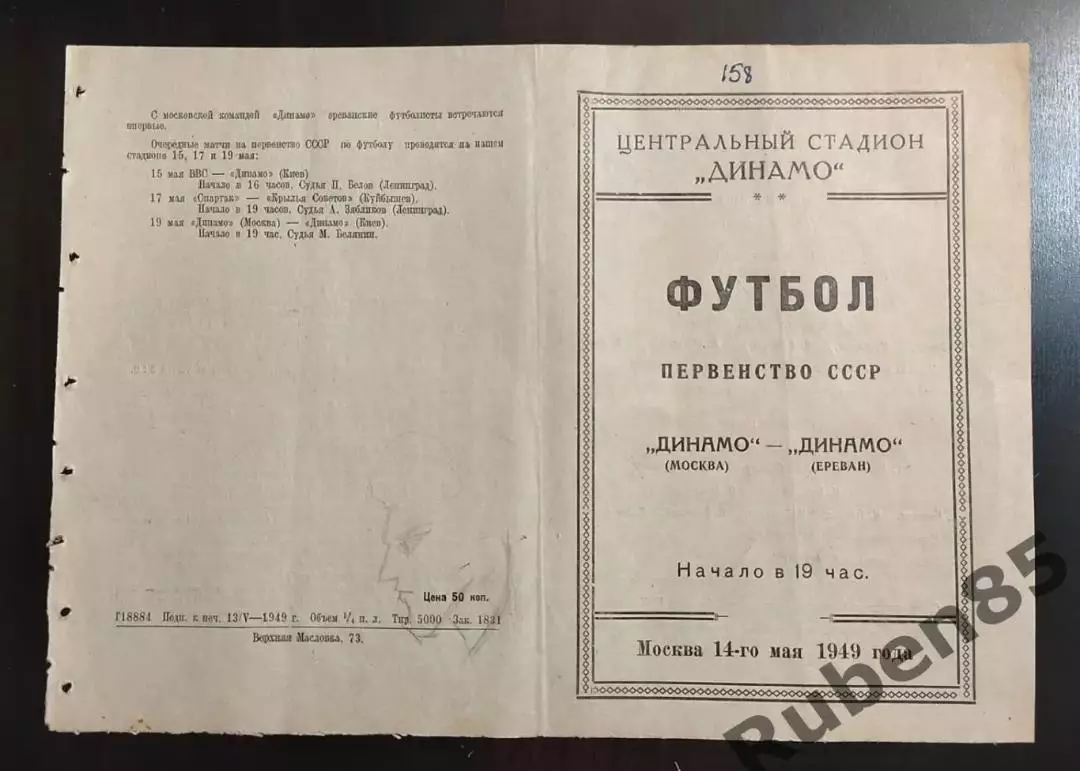 С московской командой «Динамо» ереванские футболисты встречаются
впервые.
Очередные матчи на первенство СССР по футболу проводятся на нашем
стадионе 15, 17 и 19 мая:
15 мая ВВС — «Динамо» (Киев)
Начало в 16 часов. Судья П. Белов (Ленинград).
17 мая «Спартак» — «Крылья Советов» (Куйбышев).
Начало в 19 часов. Судья А. Зябликов (Ленинград).
19 мая «Динамо» (Москва) — «Динамо» (Киев).
Начало в 19 час. Судья М. Белянин.
Цена 50 коп.
Г18884 Подп. к печ. 13/V—1949 г. Объем 1/4 п. л. Тир. 5000 Зак. 1831
Верхняя Масловка, 73.
158
ЦЕНТРАЛЬНЫЙ СТАДИОН
„ДИНАМО“
* *
ФУТБОЛ
ПЕРВЕНСТВО СССР
„ДИНАМО“ — „ДИНАМО“
(МОСКВА) (ЕРЕВАН)
Начало в 19 час.
Москва 14-го мая 1949 года
Ruben85